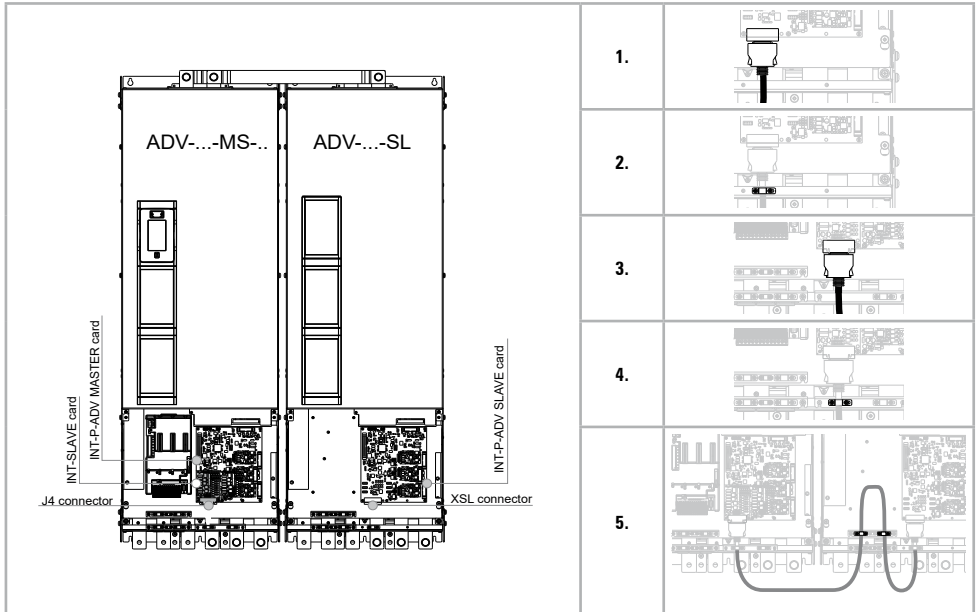 ADV-...-MS-..
ADV-...-SL
INT-SLAVE card
INT-P-ADV MASTER card
INT-P-ADV SLAVE card
J4 connector
XSL connector
1.
2.
3.
4.
5.